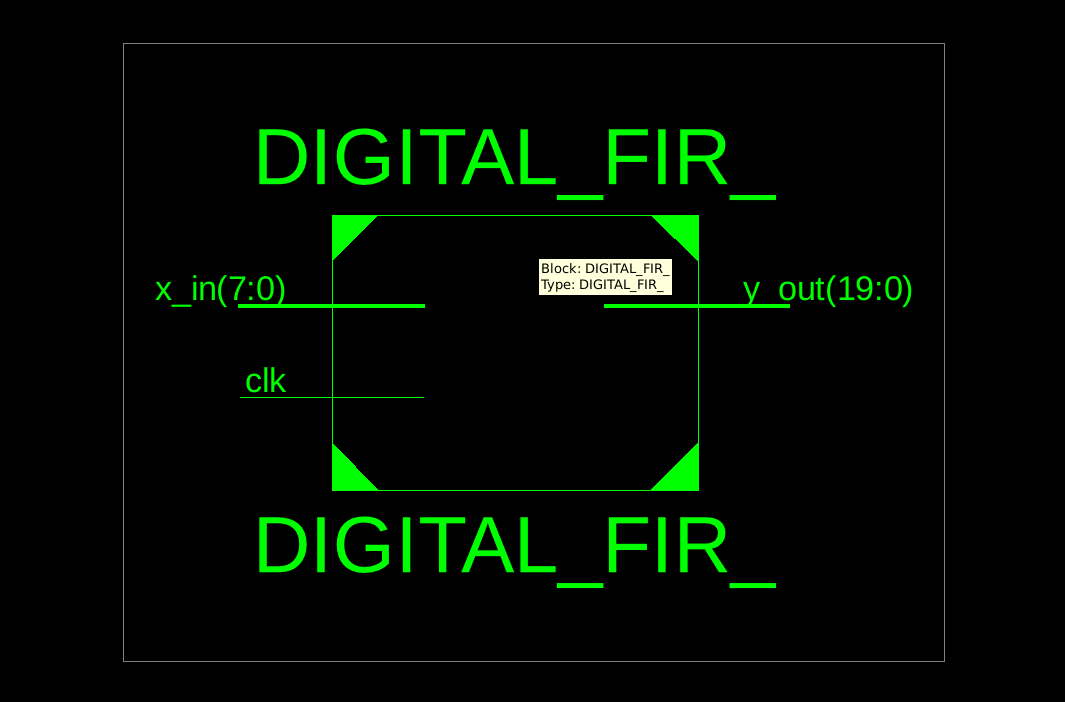 DIGITAL_FIR_
Block: DIGITAL_FIR_
Type: DIGITAL_FIR_
x_in(7:0)
y_out(19:0)
clk
DIGITAL_FIR_